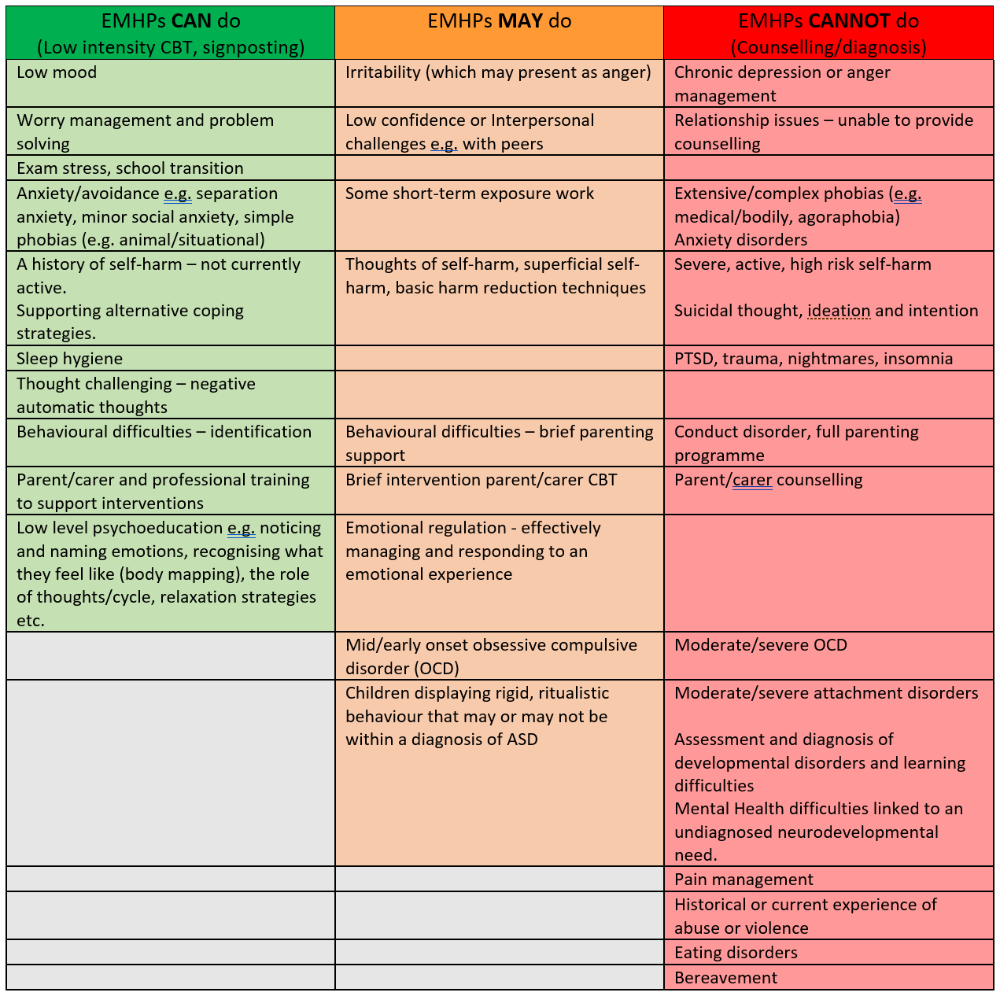 EMHPs CAN do
(Low intensity CBT, signposting)
EMHPs MAY do
EMHPs CANNOT do
(Counselling/diagnosis)
Low mood
Irritability (which may present as anger)
Chronic depression or anger
management
Worry management and problem
solving
Low confidence or Interpersonal
challenges e.g. with peers
Relationship issues – unable to provide
counselling
Exam stress, school transition
Anxiety/avoidance e.g. separation
anxiety, minor social anxiety, simple
phobias (e.g. animal/situational)
Some short-term exposure work
Extensive/complex phobias (e.g.
medical/bodily, agoraphobia)
Anxiety disorders
A history of self-harm – not currently
active.
Supporting alternative coping
strategies.
Thoughts of self-harm, superficial self-
harm, basic harm reduction techniques
Severe, active, high risk self-harm
Suicidal thought, ideation and intention
Sleep hygiene
PTSD, trauma, nightmares, insomnia
Thought challenging – negative
automatic thoughts
Behavioural difficulties – identification
Behavioural difficulties – brief parenting
support
Conduct disorder, full parenting
programme
Parent/carer and professional training
to support interventions
Brief intervention parent/carer CBT
Parent/carer counselling
Low level psychoeducation e.g. noticing
and naming emotions, recognising what
they feel like (body mapping), the role
of thoughts/cycle, relaxation strategies
etc.
Emotional regulation - effectively
managing and responding to an
emotional experience
Mid/early onset obsessive compulsive
disorder (OCD)
Moderate/severe OCD
Children displaying rigid, ritualistic
behaviour that may or may not be
within a diagnosis of ASD
Moderate/severe attachment disorders
Assessment and diagnosis of
developmental disorders and learning
difficulties
Mental Health difficulties linked to an
undiagnosed neurodevelopmental
need.
Pain management
Historical or current experience of
abuse or violence
Eating disorders
Bereavement